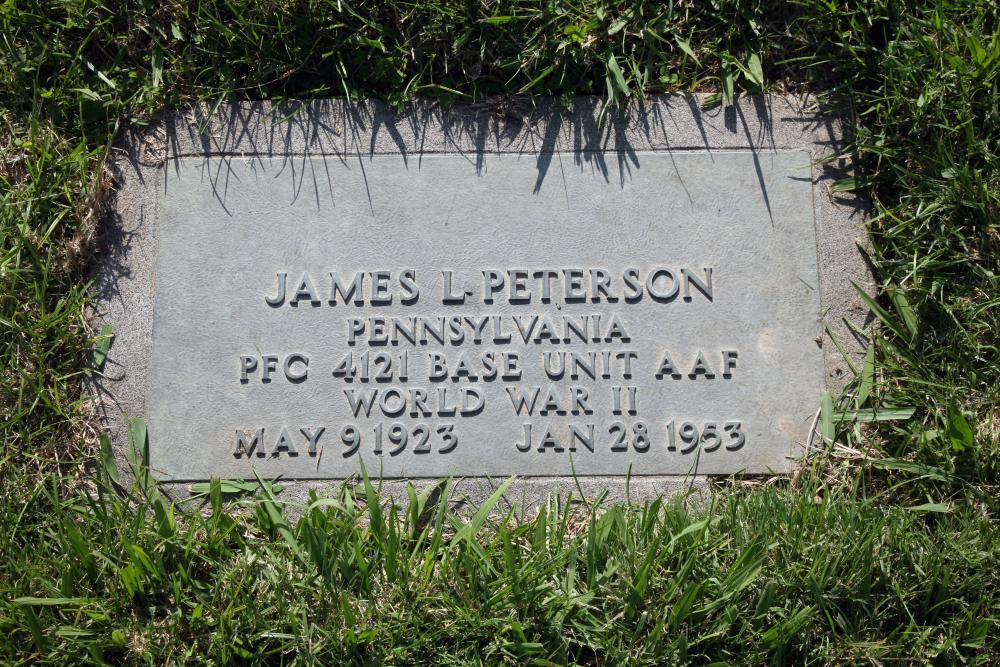 JAMES L PETERSON
PENNSYLVANIA
PFC 4121 BASE UNIT AAF
WORLD WAR II
MAY 9 1923 JAN 28 1953